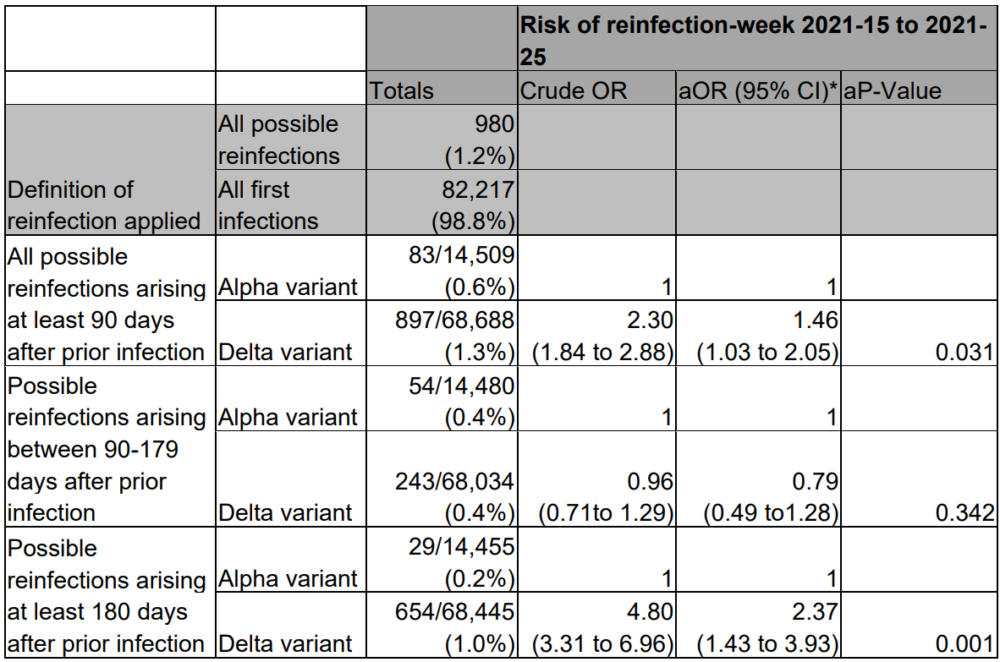 Risk of reinfection-week 2021-15 to 2021-
25
Totals
Crude OR
aOR (95% CI)*
aP-Value
Definition of
reinfection applied
All possible
reinfections
980
(1.2%)
All first
infections
82,217
(98.8%)
All possible
reinfections arising
at least 90 days
after prior infection
Alpha variant
83/14,509
(0.6%)
1
1
Delta variant
897/68,688
(1.3%)
2.30
(1.84 to 2.88)
1.46
(1.03 to 2.05)
0.031
Possible
reinfections arising
between 90-179
days after prior
infection
Alpha variant
54/14,480
(0.4%)
1
1
Delta variant
243/68,034
(0.4%)
0.96
(0.71to 1.29)
0.79
(0.49 to1.28)
0.342
Possible
reinfections arising
at least 180 days
after prior infection
Alpha variant
29/14,455
(0.2%)
1
1
Delta variant
654/68,445
(1.0%)
4.80
(3.31 to 6.96)
2.37
(1.43 to 3.93)
0.001